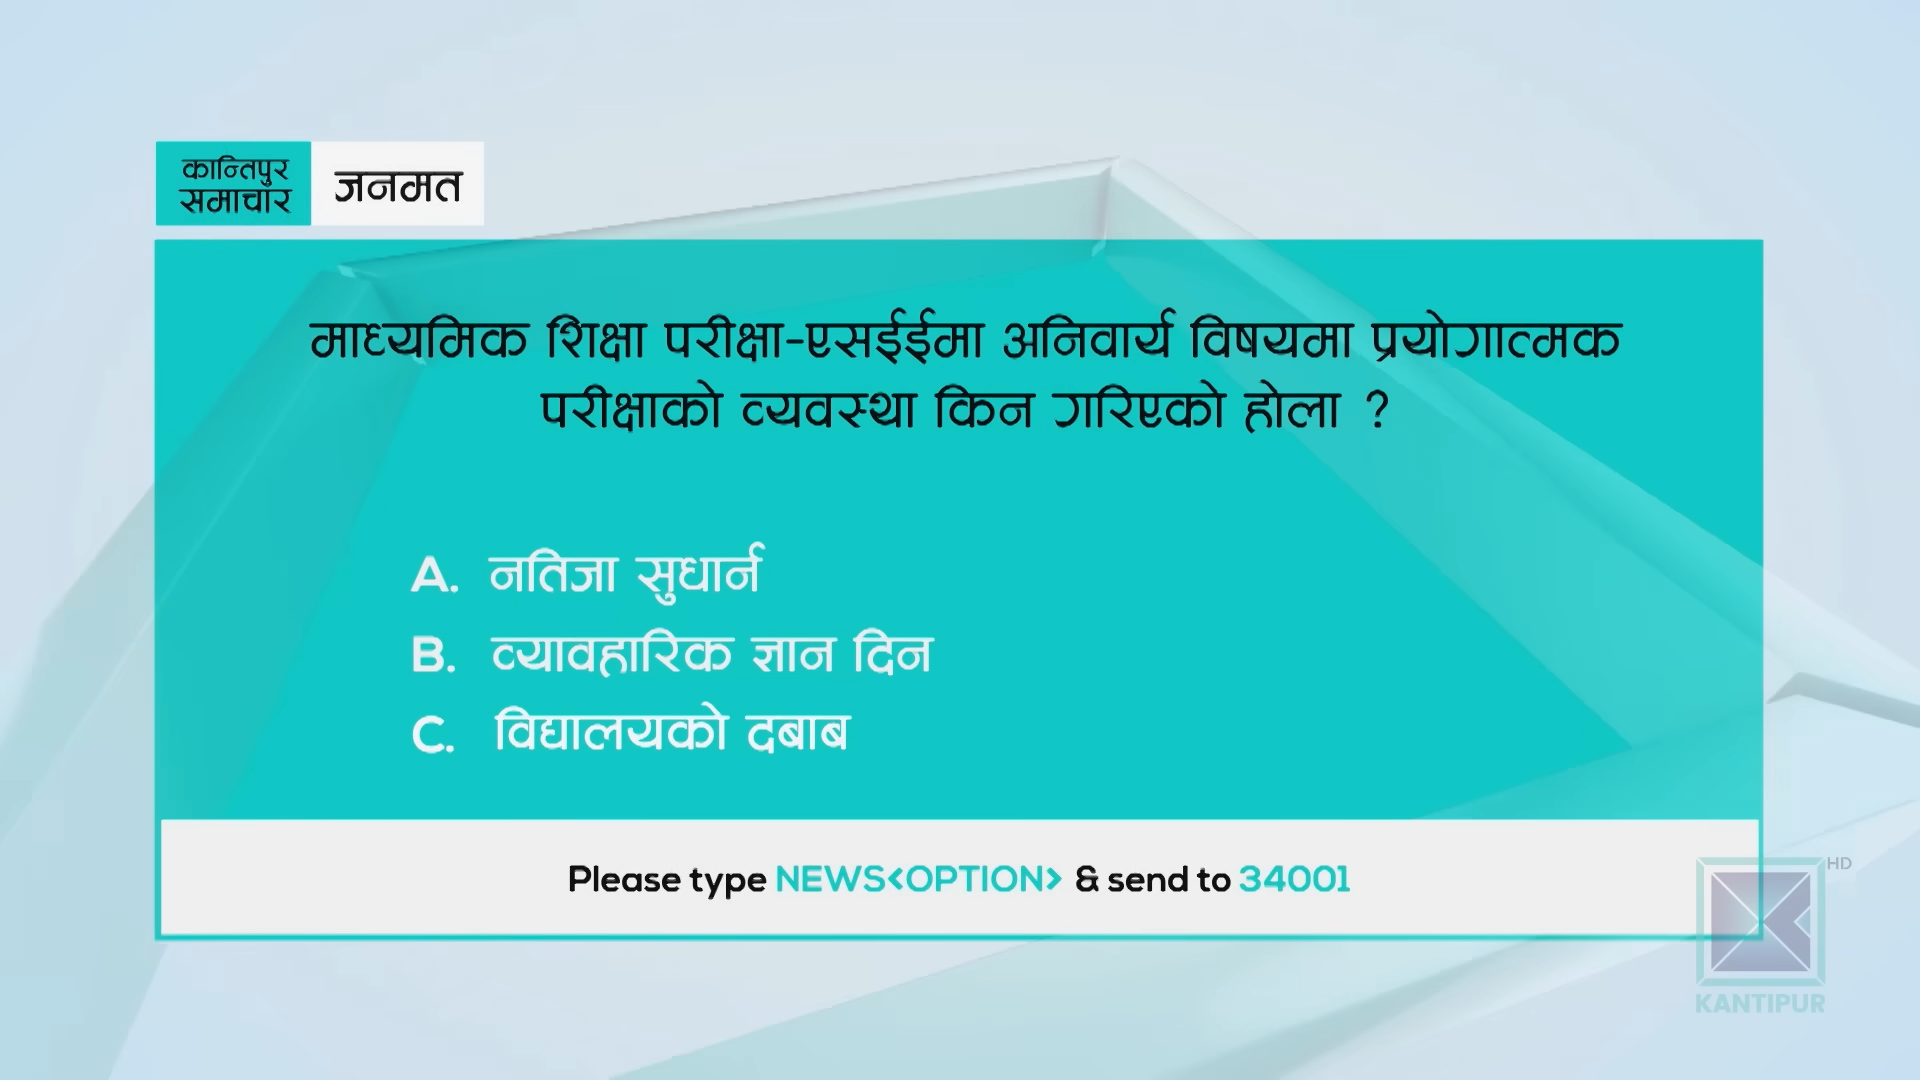 कान्तिपुर
समाचार
जनमत
माध्यमिक शिक्षा परीक्षा-एसईईमा अनिवार्य विषयमा प्रयोगात्मक
परीक्षाको व्यवस्था किन गरिएको होला ?
A. नतिजा सुधार्न
B. व्यावहारिक ज्ञान दिन
C. विद्यालयको दबाब
Please type NEWS<OPTION> & send to 34001
HD
KANTIPUR